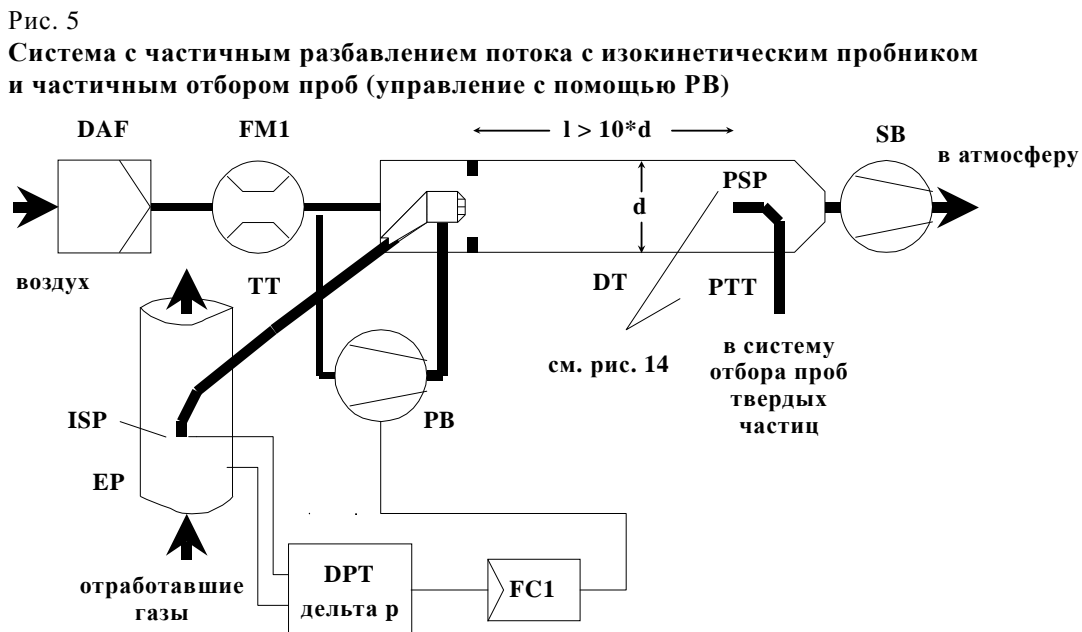 Рис. 5
Система с частичным разбавлением потока с изокинетическим пробником
и частичным отбором проб (управление с помощью PB)
DAF
FM1
l > 10*d
SB
в атмосферу
PSP
d
воздух
TT
DT
PTT
см. рис. 14
в систему
отбора проб
твердых
частиц
ISP
PB
EP
отработавшие
газы
DPT
дельта p
FC1